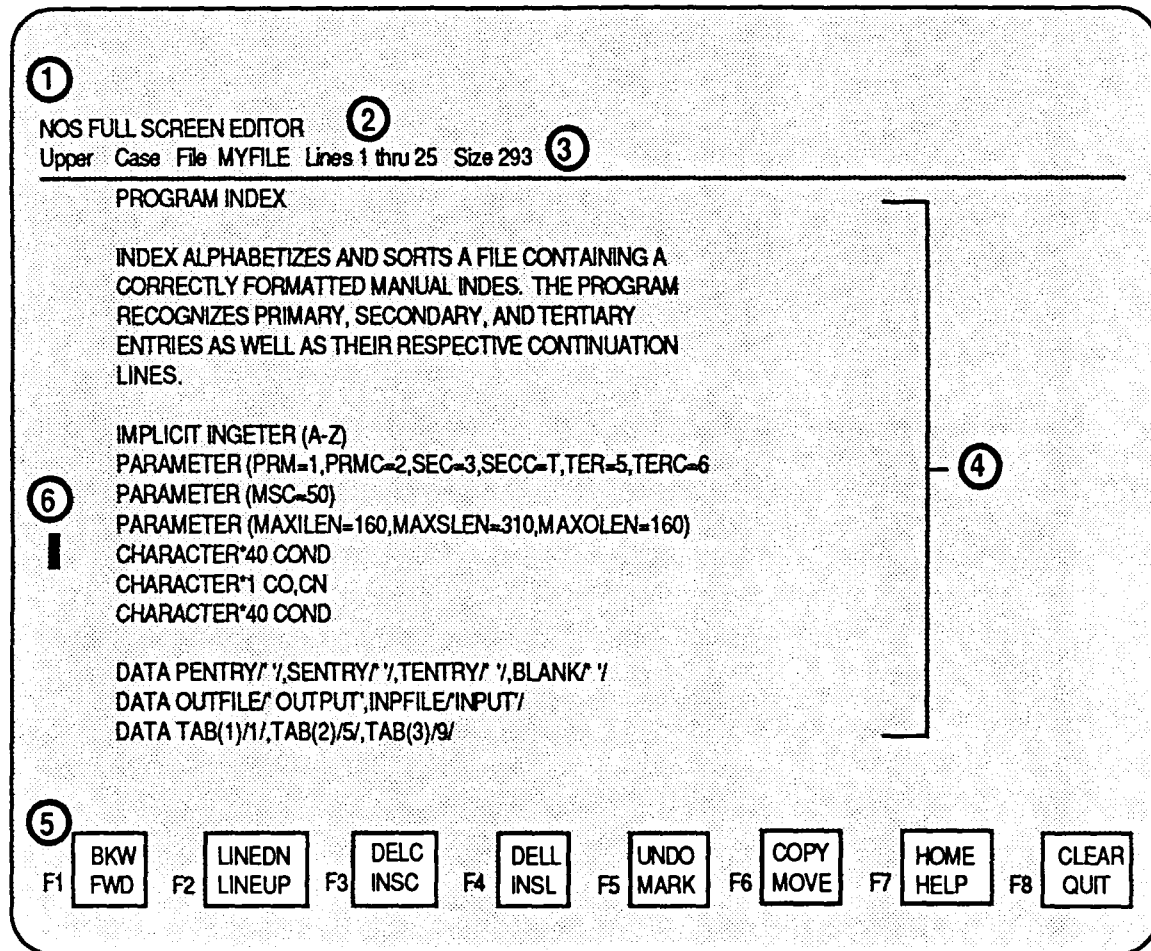 1
NOS FULL SCREEN EDITOR 2
Upper Case File MYFILE Lines 1 thru 25 Size 293 3
PROGRAM INDEX
INDEX ALPHABETIZES AND SORTS A FILE CONTAINING A
CORRECTLY FORMATTED MANUAL INDES. THE PROGRAM
RECOGNIZES PRIMARY, SECONDARY, AND TERTIARY
ENTRIES AS WELL AS THEIR RESPECTIVE CONTINUATION
LINES.
IMPLICIT INGETER (A-Z)
PARAMETER (PRM=1,PRMC=2,SEC=3,SECC=T,TER=5,TERC=6
4
6
PARAMETER (MSC=50)
PARAMETER (MAXILEN=160,MAXSLEN=310,MAXOLEN=160)
CHARACTER*40 COND
CHARACTER*1 CO,CN
CHARACTER*40 COND
DATA PENTRY/' '/,SENTRY/' '/,TENTRY/' '/,BLANK/' '/
DATA OUTFILE/' OUTPUT',INPFILE/'INPUT'/
DATA TAB(1)/1/,TAB(2)/5/,TAB(3)/9/
5
F1 BKW FWD
F2 LINEDN LINEUP
F3 DELC INSC
F4 DELL INSL
F5 UNDO MARK
F6 COPY MOVE
F7 HOME HELP
F8 CLEAR QUIT